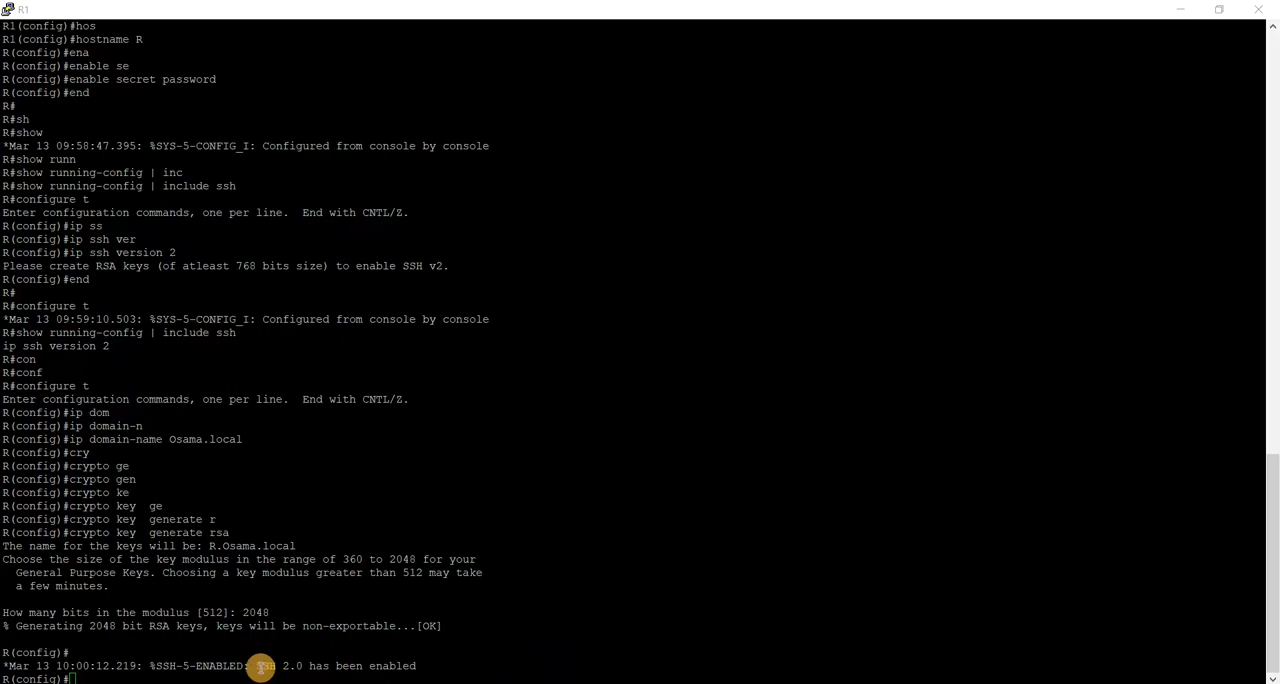 R1
R1(config)#hos
R1(config)#hostname R
R(config)#ena
R(config)#enable se
R(config)#enable secret password
R(config)#end
R#
R#sh
R#show
*Mar 13 09:58:47.395: %SYS-5-CONFIG_I: Configured from console by console
R#show runn
R#show running-config | inc
R#show running-config | include ssh
R#configure t
Enter configuration commands, one per line.  End with CNTL/Z.
R(config)#ip ss
R(config)#ip ssh ver
R(config)#ip ssh version 2
Please create RSA keys (of atleast 768 bits size) to enable SSH v2.
R(config)#end
R#
R#configure t
*Mar 13 09:59:10.503: %SYS-5-CONFIG_I: Configured from console by console
R#show running-config | include ssh
ip ssh version 2
R#con
R#conf
R#configure t
Enter configuration commands, one per line.  End with CNTL/Z.
R(config)#ip dom
R(config)#ip domain-n
R(config)#ip domain-name Osama.local
R(config)#cry
R(config)#crypto ge
R(config)#crypto gen
R(config)#crypto ke
R(config)#crypto key  ge
R(config)#crypto key  generate r
R(config)#crypto key  generate rsa
The name for the keys will be: R.Osama.local
Choose the size of the key modulus in the range of 360 to 2048 for your
  General Purpose Keys. Choosing a key modulus greater than 512 may take
  a few minutes.
How many bits in the modulus [512]: 2048
% Generating 2048 bit RSA keys, keys will be non-exportable...[OK]
R(config)#
*Mar 13 10:00:12.219: %SSH-5-ENABLED: SSH 2.0 has been enabled
R(config)#